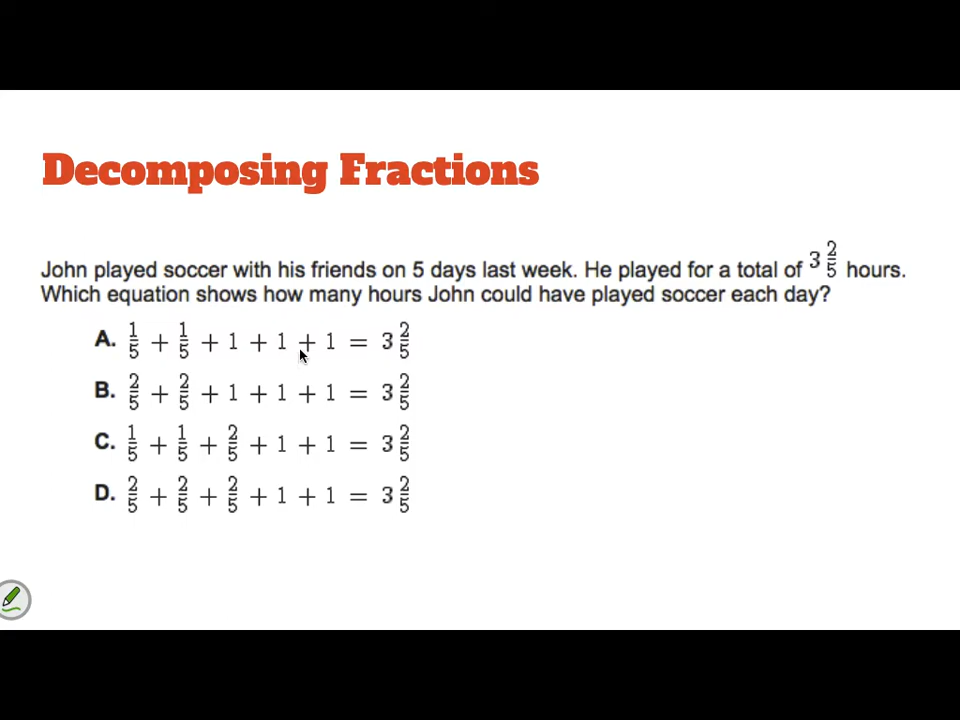 Decomposing Fractions
John played soccer with his friends on 5 days last week. He played for a total of 3 2/5 hours.
Which equation shows how many hours John could have played soccer each day?
A. 1/5 + 1/5 + 1 + 1 + 1 = 3 2/5
B. 2/5 + 2/5 + 1 + 1 + 1 = 3 2/5
C. 1/5 + 1/5 + 2/5 + 1 + 1 = 3 2/5
D. 2/5 + 2/5 + 2/5 + 1 + 1 = 3 2/5